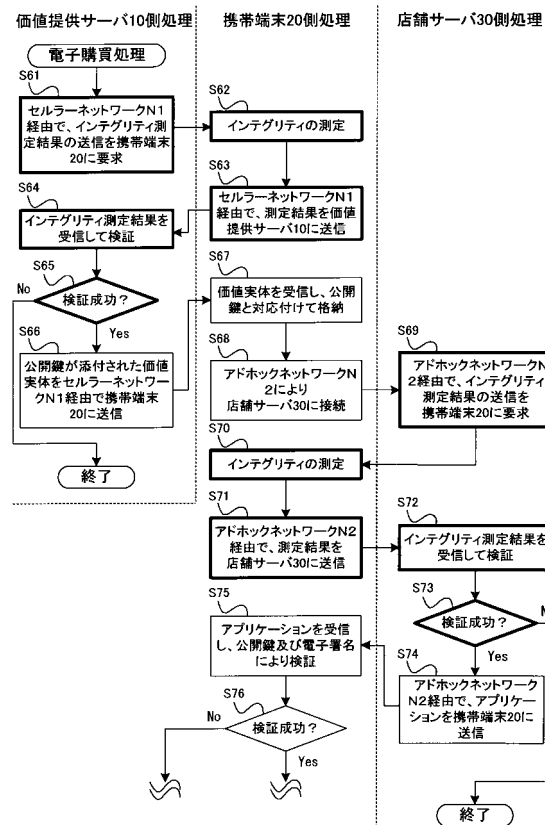 価値提供サーバ10側処理
携帯端末20側処理
店舗サーバ30側処理
電子購買処理
S61
セルラーネットワークN1
経由で、インテグリティ測
定結果の送信を携帯端末
20に要求
S62
インテグリティの測定
S63
セルラーネットワークN1
経由で、測定結果を価値
提供サーバ10に送信
S64
インテグリティ測定結果を
受信して検証
S65
No
検証成功？
Yes
S66
公開鍵が添付された価値
実体をセルラーネットワー
クN1経由で携帯端末
20に送信
終了
S67
価値実体を受信し、公開
鍵と対応付けて格納
S68
アドホックネットワークN
2により
店舗サーバ30に接続
S69
アドホックネットワークN
2経由で、インテグリティ
測定結果の送信を
携帯端末20に要求
S70
インテグリティの測定
S71
アドホックネットワークN2
経由で、測定結果を
店舗サーバ30に送信
S72
インテグリティ測定結果を
受信して検証
S73
検証成功？
Yes
S74
アドホックネットワーク
N2経由で、アプリケー
ションを携帯端末20に
送信
S75
アプリケーションを受信
し、公開鍵及び電子署名
により検証
S76
No
検証成功？
Yes
終了